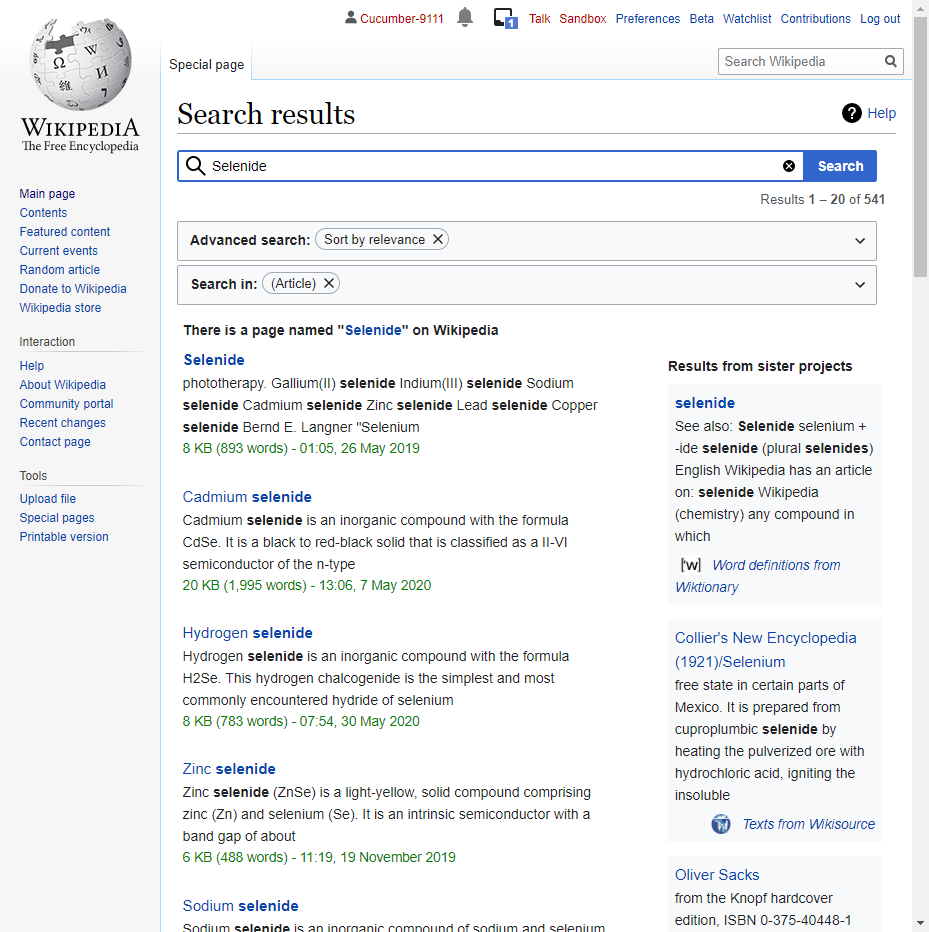 Cucumber-9111 1 Talk Sandbox Preferences Beta Watchlist Contributions Log out
Special page
Search Wikipedia
Ω W И 維
WIKIPEDIA
The Free Encyclopedia
Main page
Contents
Featured content
Current events
Random article
Donate to Wikipedia
Wikipedia store
Interaction
Help
About Wikipedia
Community portal
Recent changes
Contact page
Tools
Upload file
Special pages
Printable version
Search results
? Help
Selenide
Search
Results 1 – 20 of 541
Advanced search: Sort by relevance
Search in: (Article)
There is a page named "Selenide" on Wikipedia
Selenide
phototherapy. Gallium(II) selenide Indium(III) selenide Sodium
selenide Cadmium selenide Zinc selenide Lead selenide Copper
selenide Bernd E. Langner "Selenium
8 KB (893 words) - 01:05, 26 May 2019
Cadmium selenide
Cadmium selenide is an inorganic compound with the formula
CdSe. It is a black to red-black solid that is classified as a II-VI
semiconductor of the n-type
20 KB (1,995 words) - 13:06, 7 May 2020
Hydrogen selenide
Hydrogen selenide is an inorganic compound with the formula
H2Se. This hydrogen chalcogenide is the simplest and most
commonly encountered hydride of selenium
8 KB (783 words) - 07:54, 30 May 2020
Zinc selenide
Zinc selenide (ZnSe) is a light-yellow, solid compound comprising
zinc (Zn) and selenium (Se). It is an intrinsic semiconductor with a
band gap of about
6 KB (488 words) - 11:19, 19 November 2019
Sodium selenide
Sodium selenide is an inorganic compound of sodium and selenium
Results from sister projects
selenide
See also: Selenide selenium +
-ide selenide (plural selenides)
English Wikipedia has an article
on: selenide Wikipedia
(chemistry) any compound in
which
['w] Word definitions from
Wiktionary
Collier's New Encyclopedia
(1921)/Selenium
free state in certain parts of
Mexico. It is prepared from
cuproplumbic selenide by
heating the pulverized ore with
hydrochloric acid, igniting the
insoluble
Texts from Wikisource
Oliver Sacks
from the Knopf hardcover
edition, ISBN 0-375-40448-1